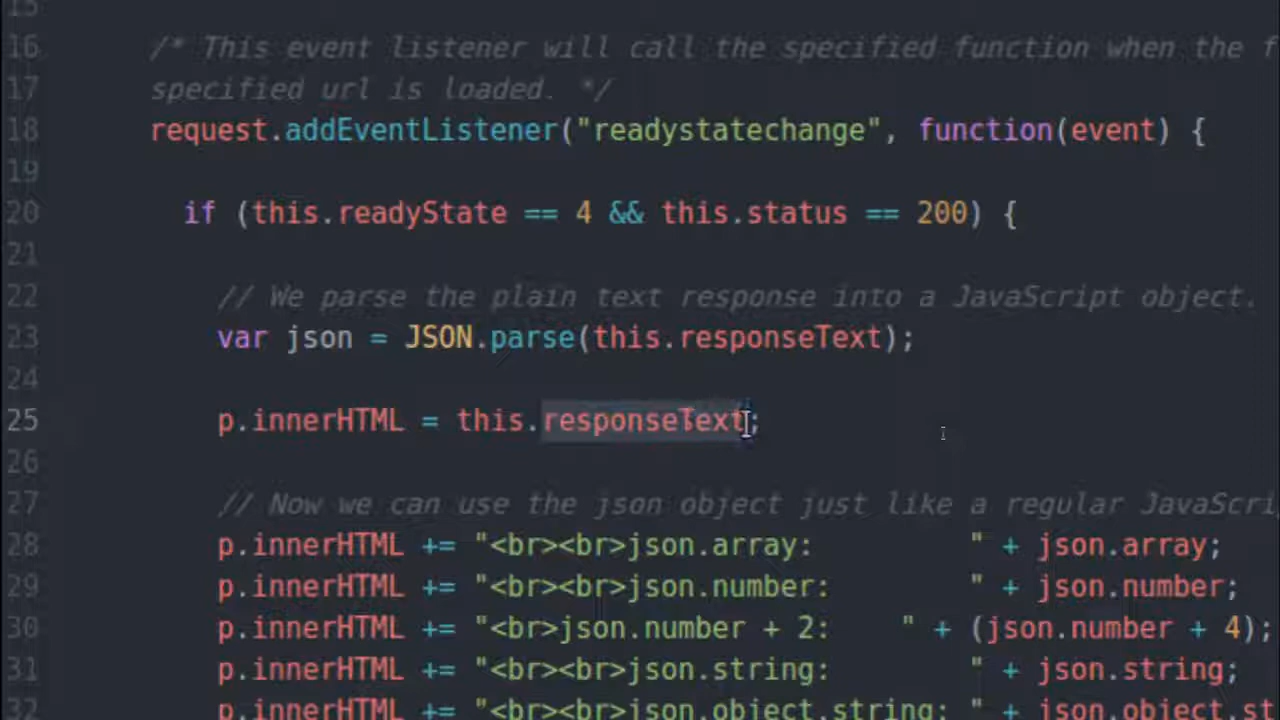 15
16 /* This event listener will call the specified function when the f
17 specified url is loaded. */
18 request.addEventListener("readystatechange", function(event) {
19
20 if (this.readyState == 4 && this.status == 200) {
21
22 // We parse the plain text response into a JavaScript object.
23 var json = JSON.parse(this.responseText);
24
25 p.innerHTML = this.responseText;
26
27 // Now we can use the json object just like a regular JavaScri
28 p.innerHTML += "<br><br>json.array:         " + json.array;
29 p.innerHTML += "<br><br>json.number:        " + json.number;
30 p.innerHTML += "<br>json.number + 2:    " + (json.number + 4);
31 p.innerHTML += "<br><br>json.string:        " + json.string;
32 p.innerHTML += "<br><br>json.object.string: " + json.object.st